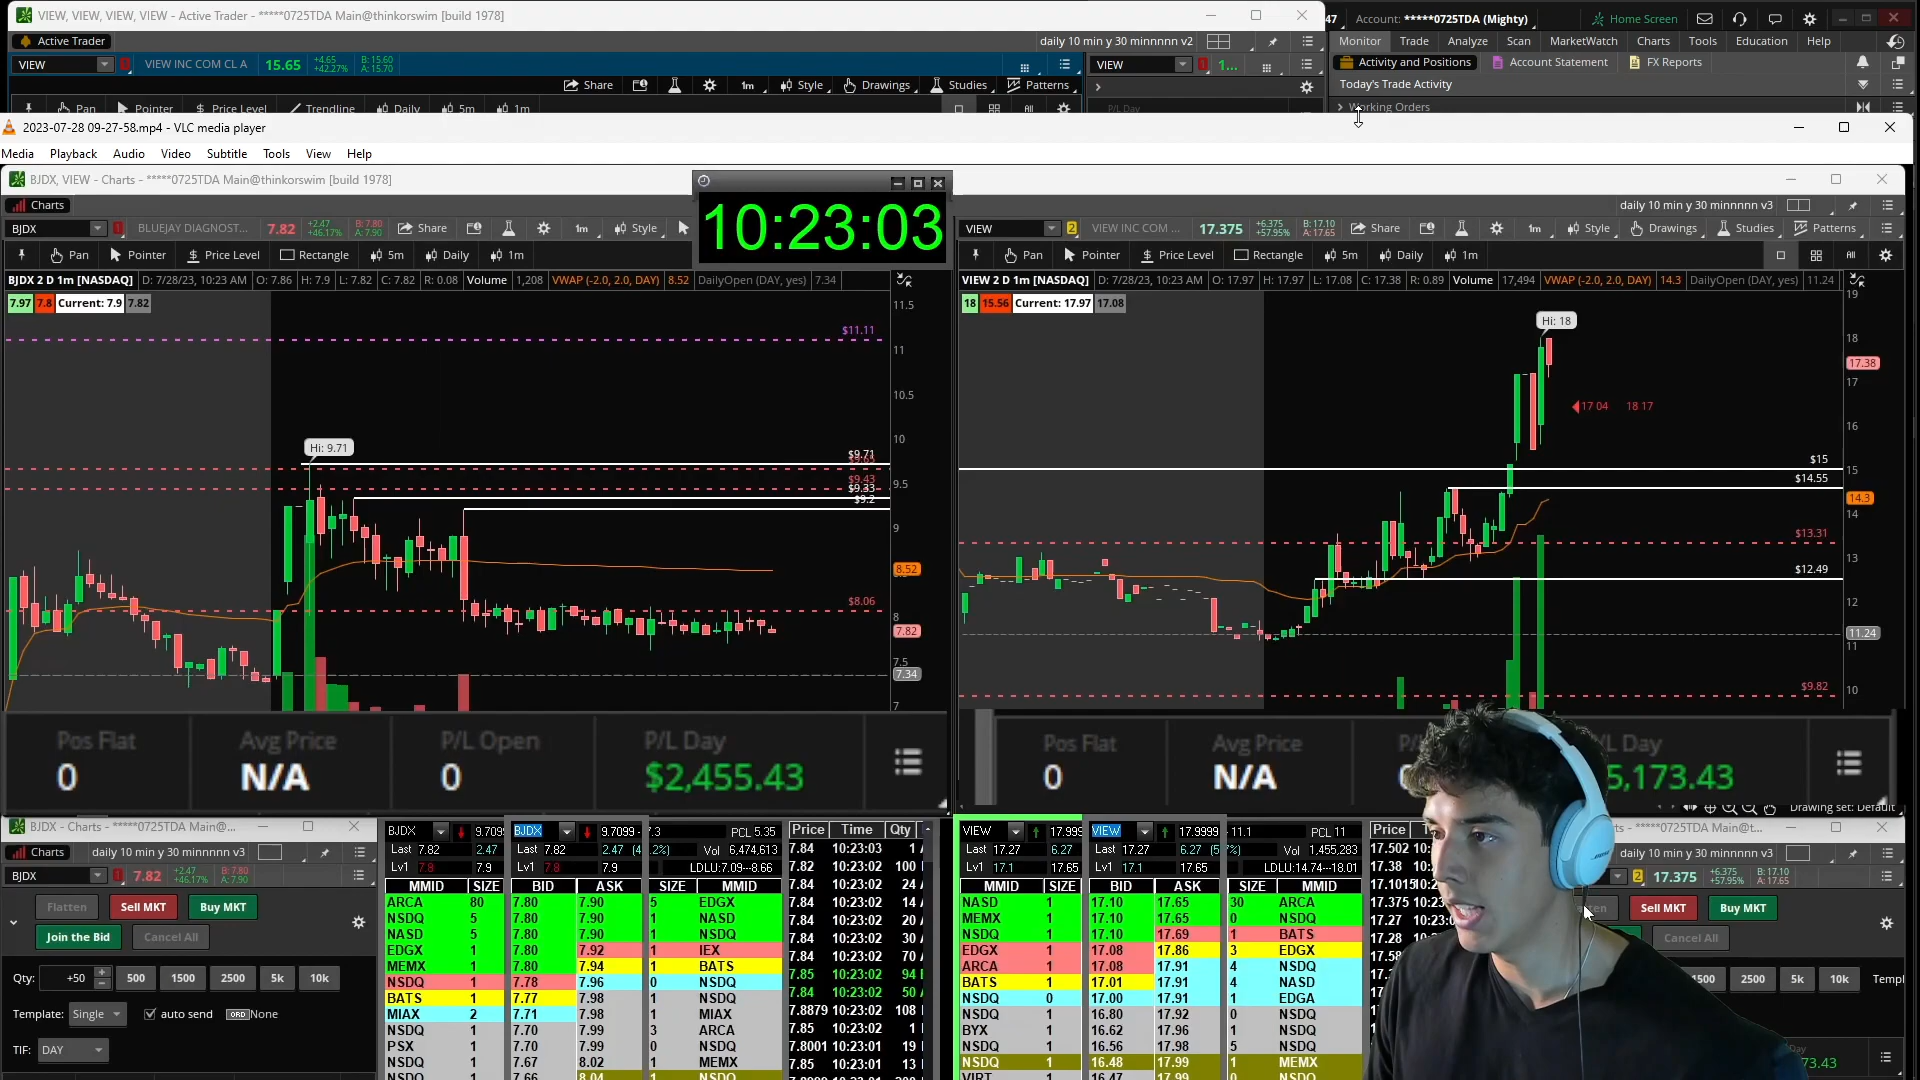 VIEW, VIEW, VIEW, VIEW - Active Trader - *****0725TDA Main@thinkorswim [build 1978]
47 Account: *****0725TDA (Mighty) Home Screen
Active Trader daily 10 min y 30 minnnnn v2
Monitor Trade Analyze Scan MarketWatch Charts Tools Education Help
VIEW 1 VIEW INC COM CL A 15.65 +4.65 +42.27% B: 15.60 A: 15.70
VIEW 1...
Activity and Positions Account Statement FX Reports
Share 1m Style Drawings Studies Patterns
Today's Trade Activity
Pan Pointer Price Level Trendline Daily 5m 1m
P/L Day
Working Orders
2023-07-28 09-27-58.mp4 - VLC media player
Media Playback Audio Video Subtitle Tools View Help
BJDX, VIEW - Charts - *****0725TDA Main@thinkorswim [build 1978]
Charts
10:23:03
daily 10 min y 30 minnnnn v3
BJDX BLUEJAY DIAGNOST... 7.82 +2.47 +46.17% B: 7.80 A: 7.90 Share 1m Style
VIEW 2 VIEW INC COM ... 17.375 +6.375 +57.95% B: 17.10 A: 17.65 Share 1m Style Drawings Studies Patterns
Pan Pointer Price Level Rectangle 5m Daily 1m
Pan Pointer Price Level Rectangle 5m Daily 1m
BJDX 2 D 1m [NASDAQ] D: 7/28/23, 10:23 AM O: 7.86 H: 7.9 L: 7.82 C: 7.82 R: 0.08 Volume 1,208 VWAP (-2.0, 2.0, DAY) 8.52 DailyOpen (DAY, yes) 7.34
VIEW 2 D 1m [NASDAQ] D: 7/28/23, 10:23 AM O: 17.97 H: 17.97 L: 17.08 C: 17.38 R: 0.89 Volume 17,494 VWAP (-2.0, 2.0, DAY) 14.3 DailyOpen (DAY, yes) 11.24
7.97 7.8 Current: 7.9 7.82
18 15.56 Current: 17.97 17.08
$11.11
Hi: 9.71
$9.71
$9.43
$9.33
$9.2
$8.06
11.5
11
10.5
10
9.5
9
8.52
8
7.82
7.5
7.34
7
Hi: 18
17 04 18 17
$15
$14.55
$13.31
$12.49
$9.82
19
18
17.38
17
16
15
14.3
14
13
12
11.24
11
10
Pos Flat Avg Price P/L Open P/L Day
0 N/A 0 $2,455.43
Pos Flat Avg Price L Day
0 N/A 5,173.43
Drawing set: Default
BJDX - Charts - *****0725TDA Main@...
Charts daily 10 min y 30 minnnnn v3
BJDX 1 7.82 +2.47 +46.17% B: 7.80 A: 7.90
Flatten Sell MKT Buy MKT
Join the Bid Cancel All
Qty: +50 500 1500 2500 5k 10k
Template: Single auto send ORD None
TIF: DAY
BJDX 9.709 BJDX 9.7099 - 7.3 PCL 5.35
Last 7.82 2.47 Last 7.82 2.47 (4 .2%) Vol 6,474,613
Lv1 7.8 7.9 Lv1 7.8 7.9 LDLU:7.09---8.66
MMID SIZE BID ASK SIZE MMID
ARCA 80 7.80 7.90 5 EDGX
NSDQ 5 7.80 7.90 1 NASD
NASD 5 7.80 7.90 1 NSDQ
EDGX 1 7.80 7.92 1 IEX
MEMX 1 7.80 7.94 1 BATS
NSDQ 1 7.78 7.96 0 NSDQ
BATS 1 7.77 7.98 1 NSDQ
MIAX 2 7.71 7.98 1 MIAX
NSDQ 1 7.70 7.99 3 ARCA
PSX 1 7.70 7.99 0 NSDQ
NSDQ 1 7.67 8.02 1 MEMX
NSDQ 1 7.66 8.04 1 NSDQ
Price Time Qty
7.84 10:23:03 1
7.82 10:23:02 100
7.84 10:23:02 24
7.84 10:23:02 14
7.84 10:23:02 20
7.84 10:23:02 30
7.84 10:23:02 70
7.85 10:23:02 94
7.84 10:23:02 50
7.8879 10:23:02 108
7.85 10:23:02 1
7.8001 10:23:01 19
7.85 10:23:01 13
VIEW 17.999 VIEW 17.9999 - 11.1 PCL 11
Last 17.27 6.27 Last 17.27 6.27 (5 %) Vol 1,455,283
Lv1 17.1 17.65 Lv1 17.1 17.65 LDLU:14.74---18.01
MMID SIZE BID ASK SIZE MMID
NASD 1 17.10 17.65 30 ARCA
MEMX 1 17.10 17.65 0 NSDQ
NSDQ 1 17.10 17.69 1 BATS
EDGX 1 17.08 17.86 3 EDGX
ARCA 1 17.08 17.91 4 NSDQ
BATS 1 17.01 17.91 4 NASD
NSDQ 0 17.00 17.91 1 EDGA
NSDQ 1 16.80 17.92 0 NSDQ
BYX 1 16.62 17.96 1 NSDQ
NSDQ 1 16.56 17.98 5 NSDQ
NSDQ 1 16.48 17.99 1 MEMX
VIRT 1 16.47 17.99 0 NSDQ
Price
17.502 10:
17.38 10:
17.1015
17.375 10:23
17.27 10:23:0
17.28 10:23
17.58
ts - *****0728TDA Main@t...
daily 10 min y 30 minnnnn v3
2 17.375 +6.375 +57.95% B: 17.10 A: 17.65
Sell MKT Buy MKT
Cancel All
1500 2500 5k 10k Templ
73.43